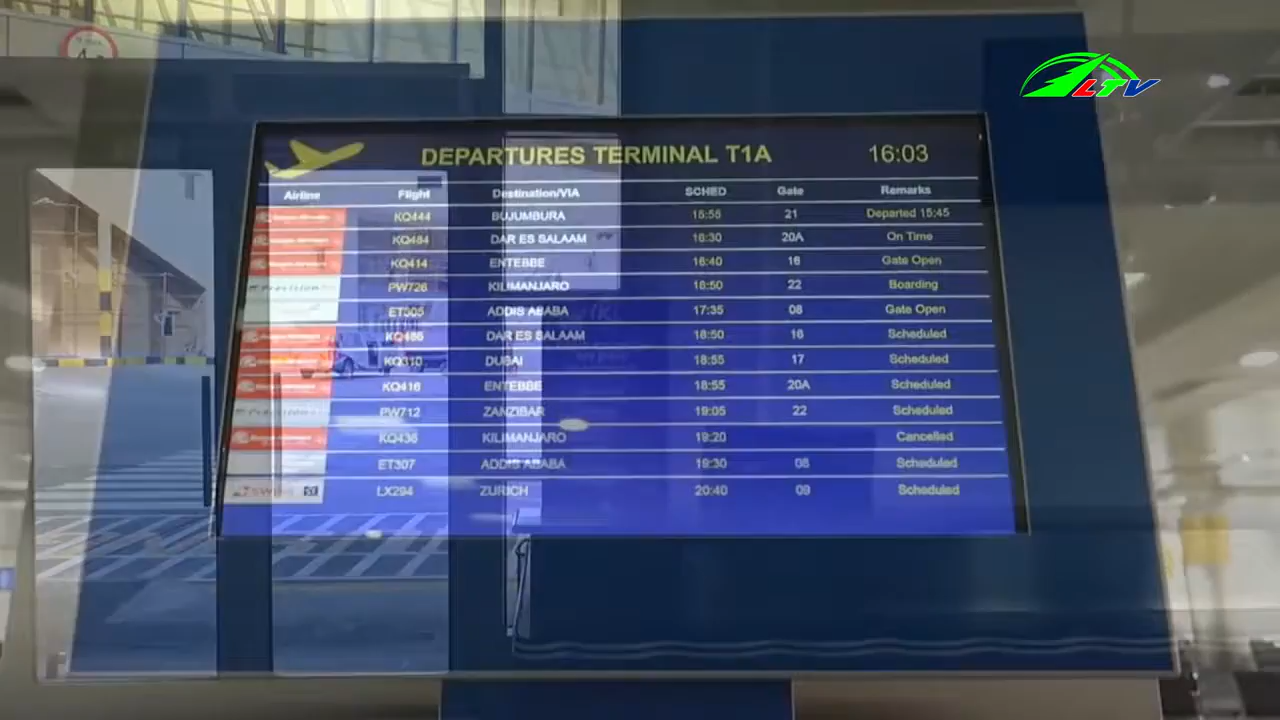 LTV
DEPARTURES TERMINAL T1A 16:03
Airline Flight Destination/VIA SCHED Gate Remarks
KQ444 BUJUMBURA 15:55 21 Departed 15:45
KQ484 DAR ES SALAAM 16:30 20A On Time
KQ414 ENTEBBE 16:40 16 Gate Open
PW726 KILIMANJARO 16:50 22 Boarding
ET305 ADDIS ABABA 17:35 08 Gate Open
KQ486 DAR ES SALAAM 18:50 16 Scheduled
KQ310 DUBAI 18:55 17 Scheduled
KQ416 ENTEBBE 18:55 20A Scheduled
PW712 ZANZIBAR 19:05 22 Scheduled
KQ436 KILIMANJARO 19:20 Cancelled
ET307 ADDIS ABABA 19:30 08 Scheduled
SWISS LX294 ZURICH 20:40 09 Scheduled